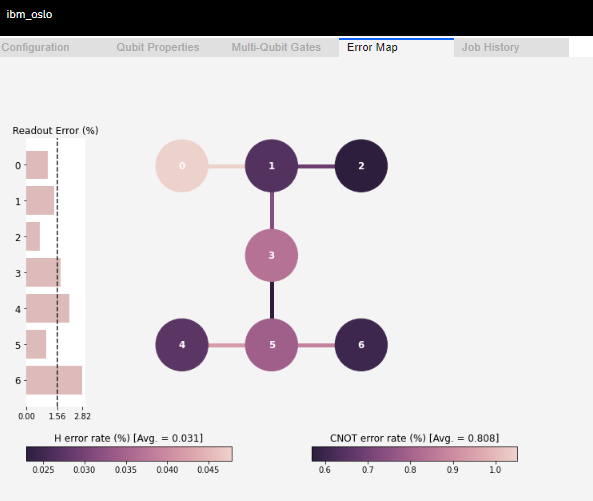 ibm_oslo
Configuration Qubit Properties Multi-Qubit Gates Error Map Job History
Readout Error (%)
0
1
2
3
4
5
6
0.00 1.56 2.82
0 1 2
3
4 5 6
H error rate (%) [Avg. = 0.031]
0.025 0.030 0.035 0.040 0.045
CNOT error rate (%) [Avg. = 0.808]
0.6 0.7 0.8 0.9 1.0